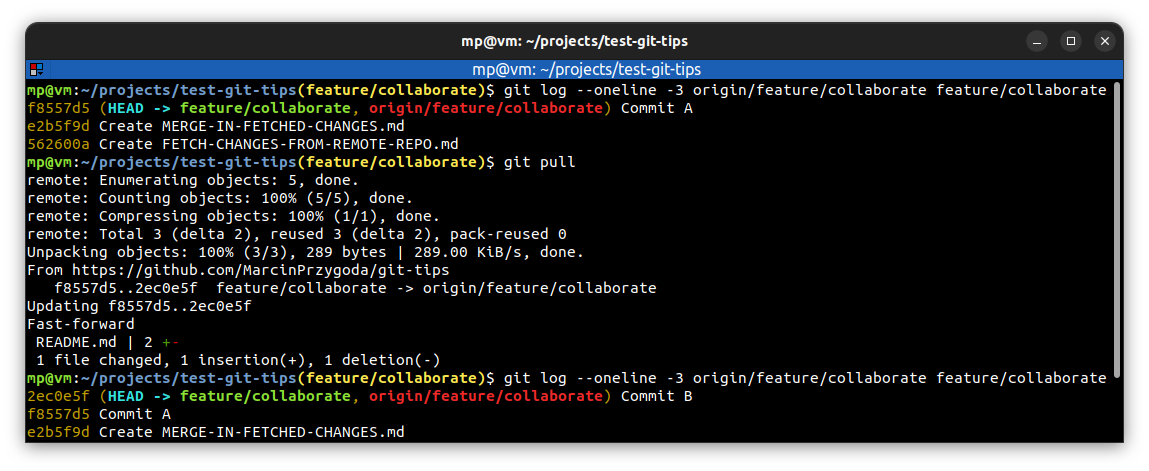 mp@vm: ~/projects/test-git-tips
mp@vm: ~/projects/test-git-tips
mp@vm:~/projects/test-git-tips(feature/collaborate)$ git log --oneline -3 origin/feature/collaborate feature/collaborate
f8557d5 (HEAD -> feature/collaborate, origin/feature/collaborate) Commit A
e2b5f9d Create MERGE-IN-FETCHED-CHANGES.md
562600a Create FETCH-CHANGES-FROM-REMOTE-REPO.md
mp@vm:~/projects/test-git-tips(feature/collaborate)$ git pull
remote: Enumerating objects: 5, done.
remote: Counting objects: 100% (5/5), done.
remote: Compressing objects: 100% (1/1), done.
remote: Total 3 (delta 2), reused 3 (delta 2), pack-reused 0
Unpacking objects: 100% (3/3), 289 bytes | 289.00 KiB/s, done.
From https://github.com/MarcinPrzygoda/git-tips
   f8557d5..2ec0e5f  feature/collaborate -> origin/feature/collaborate
Updating f8557d5..2ec0e5f
Fast-forward
 README.md | 2 +-
 1 file changed, 1 insertion(+), 1 deletion(-)
mp@vm:~/projects/test-git-tips(feature/collaborate)$ git log --oneline -3 origin/feature/collaborate feature/collaborate
2ec0e5f (HEAD -> feature/collaborate, origin/feature/collaborate) Commit B
f8557d5 Commit A
e2b5f9d Create MERGE-IN-FETCHED-CHANGES.md